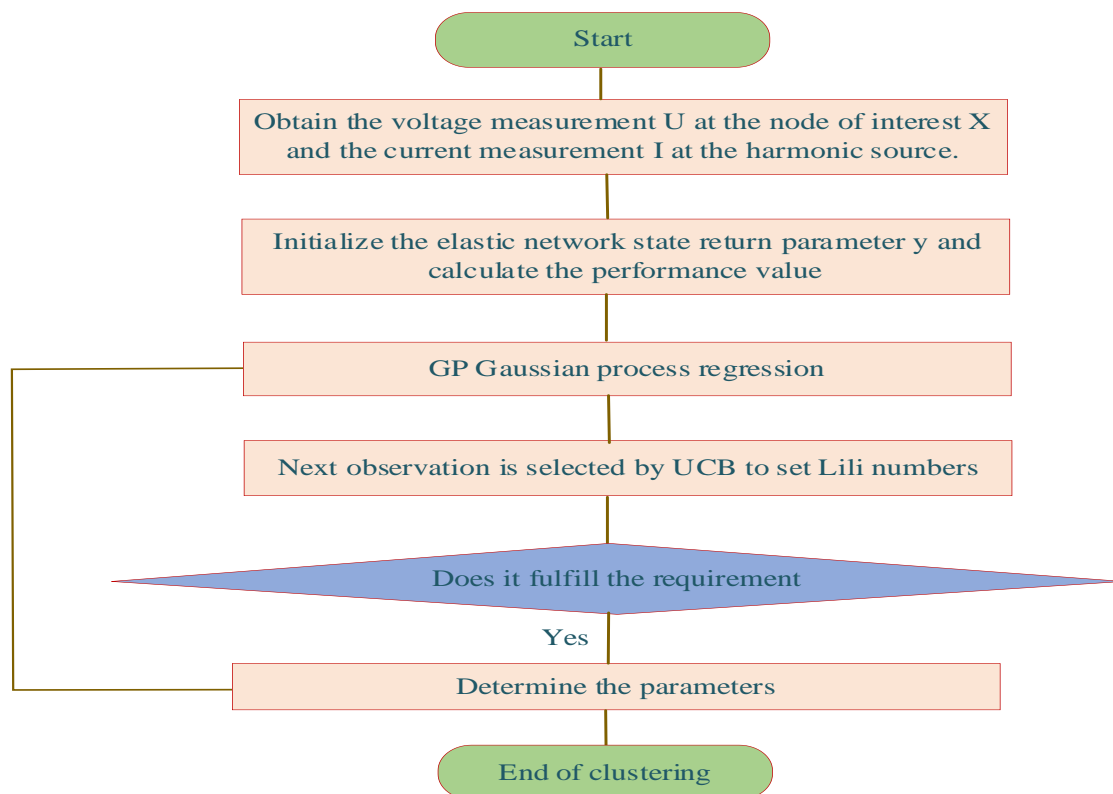 Start
Obtain the voltage measurement U at the node of interest X
and the current measurement I at the harmonic source.
Initialize the elastic network state return parameter y and
calculate the performance value
GP Gaussian process regression
Next observation is selected by UCB to set Lili numbers
Does it fulfill the requirement
Yes
Determine the parameters
End of clustering